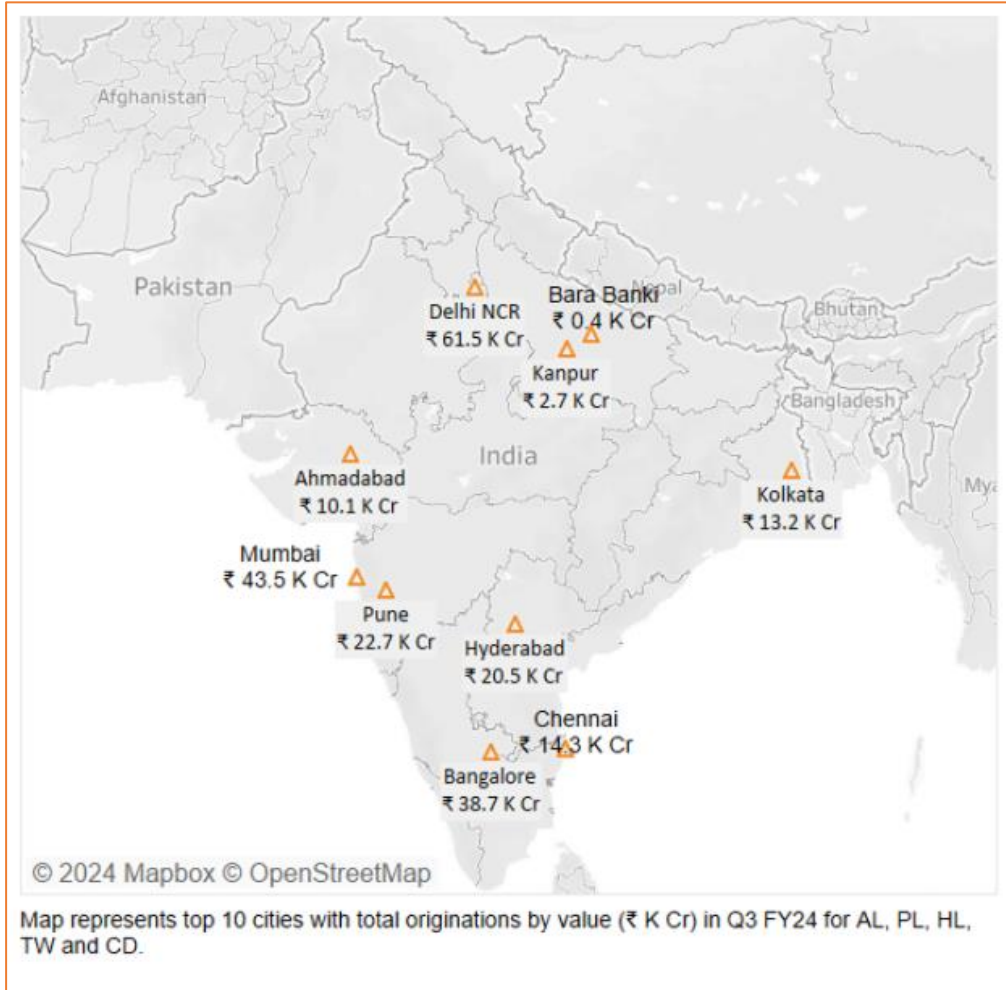 Afghanistan
Pakistan
Delhi NCR
₹ 61.5 K Cr
Bara Banki
₹ 0.4 K Cr
Nepal
Bhutan
Kanpur
₹ 2.7 K Cr
Bangladesh
India
Ahmadabad
₹ 10.1 K Cr
Kolkata
₹ 13.2 K Cr
Mya
Mumbai
₹ 43.5 K Cr
Pune
₹ 22.7 K Cr
Hyderabad
₹ 20.5 K Cr
Chennai
₹ 14.3 K Cr
Bangalore
₹ 38.7 K Cr
© 2024 Mapbox © OpenStreetMap
Map represents top 10 cities with total originations by value (₹ K Cr) in Q3 FY24 for AL, PL, HL,
TW and CD.